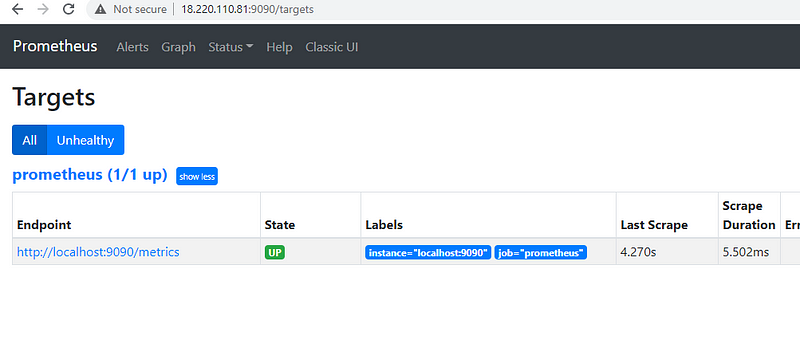 Not secure | 18.220.110.81:9090/targets
Prometheus Alerts Graph Status Help Classic UI
Targets
All Unhealthy
prometheus (1/1 up) show less
Endpoint State Labels Last Scrape Scrape Duration Err
http://localhost:9090/metrics UP instance="localhost:9090" job="prometheus" 4.270s 5.502ms